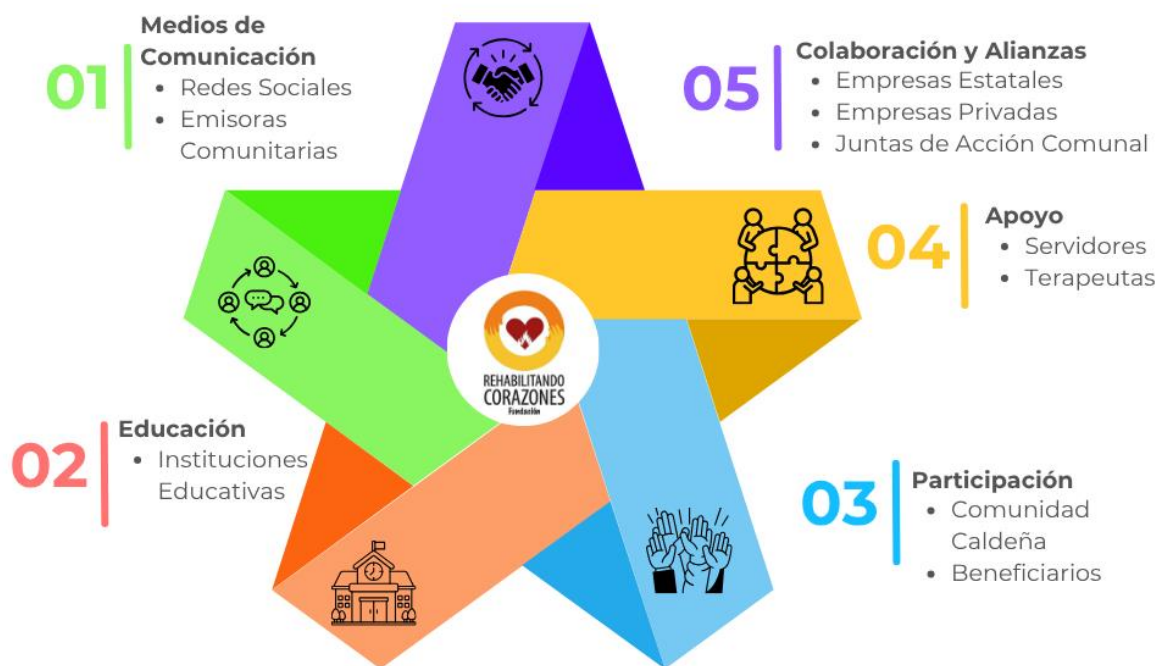 01
Medios de
Comunicación
• Redes Sociales
• Emisoras
Comunitarias
05
Colaboración y Alianzas
• Empresas Estatales
• Empresas Privadas
• Juntas de Acción Comunal
04
Apoyo
• Servidores
• Terapeutas
REHABILITANDO
CORAZONES
Fundación
02
Educación
• Instituciones
Educativas
03
Participación
• Comunidad
Caldeña
• Beneficiarios